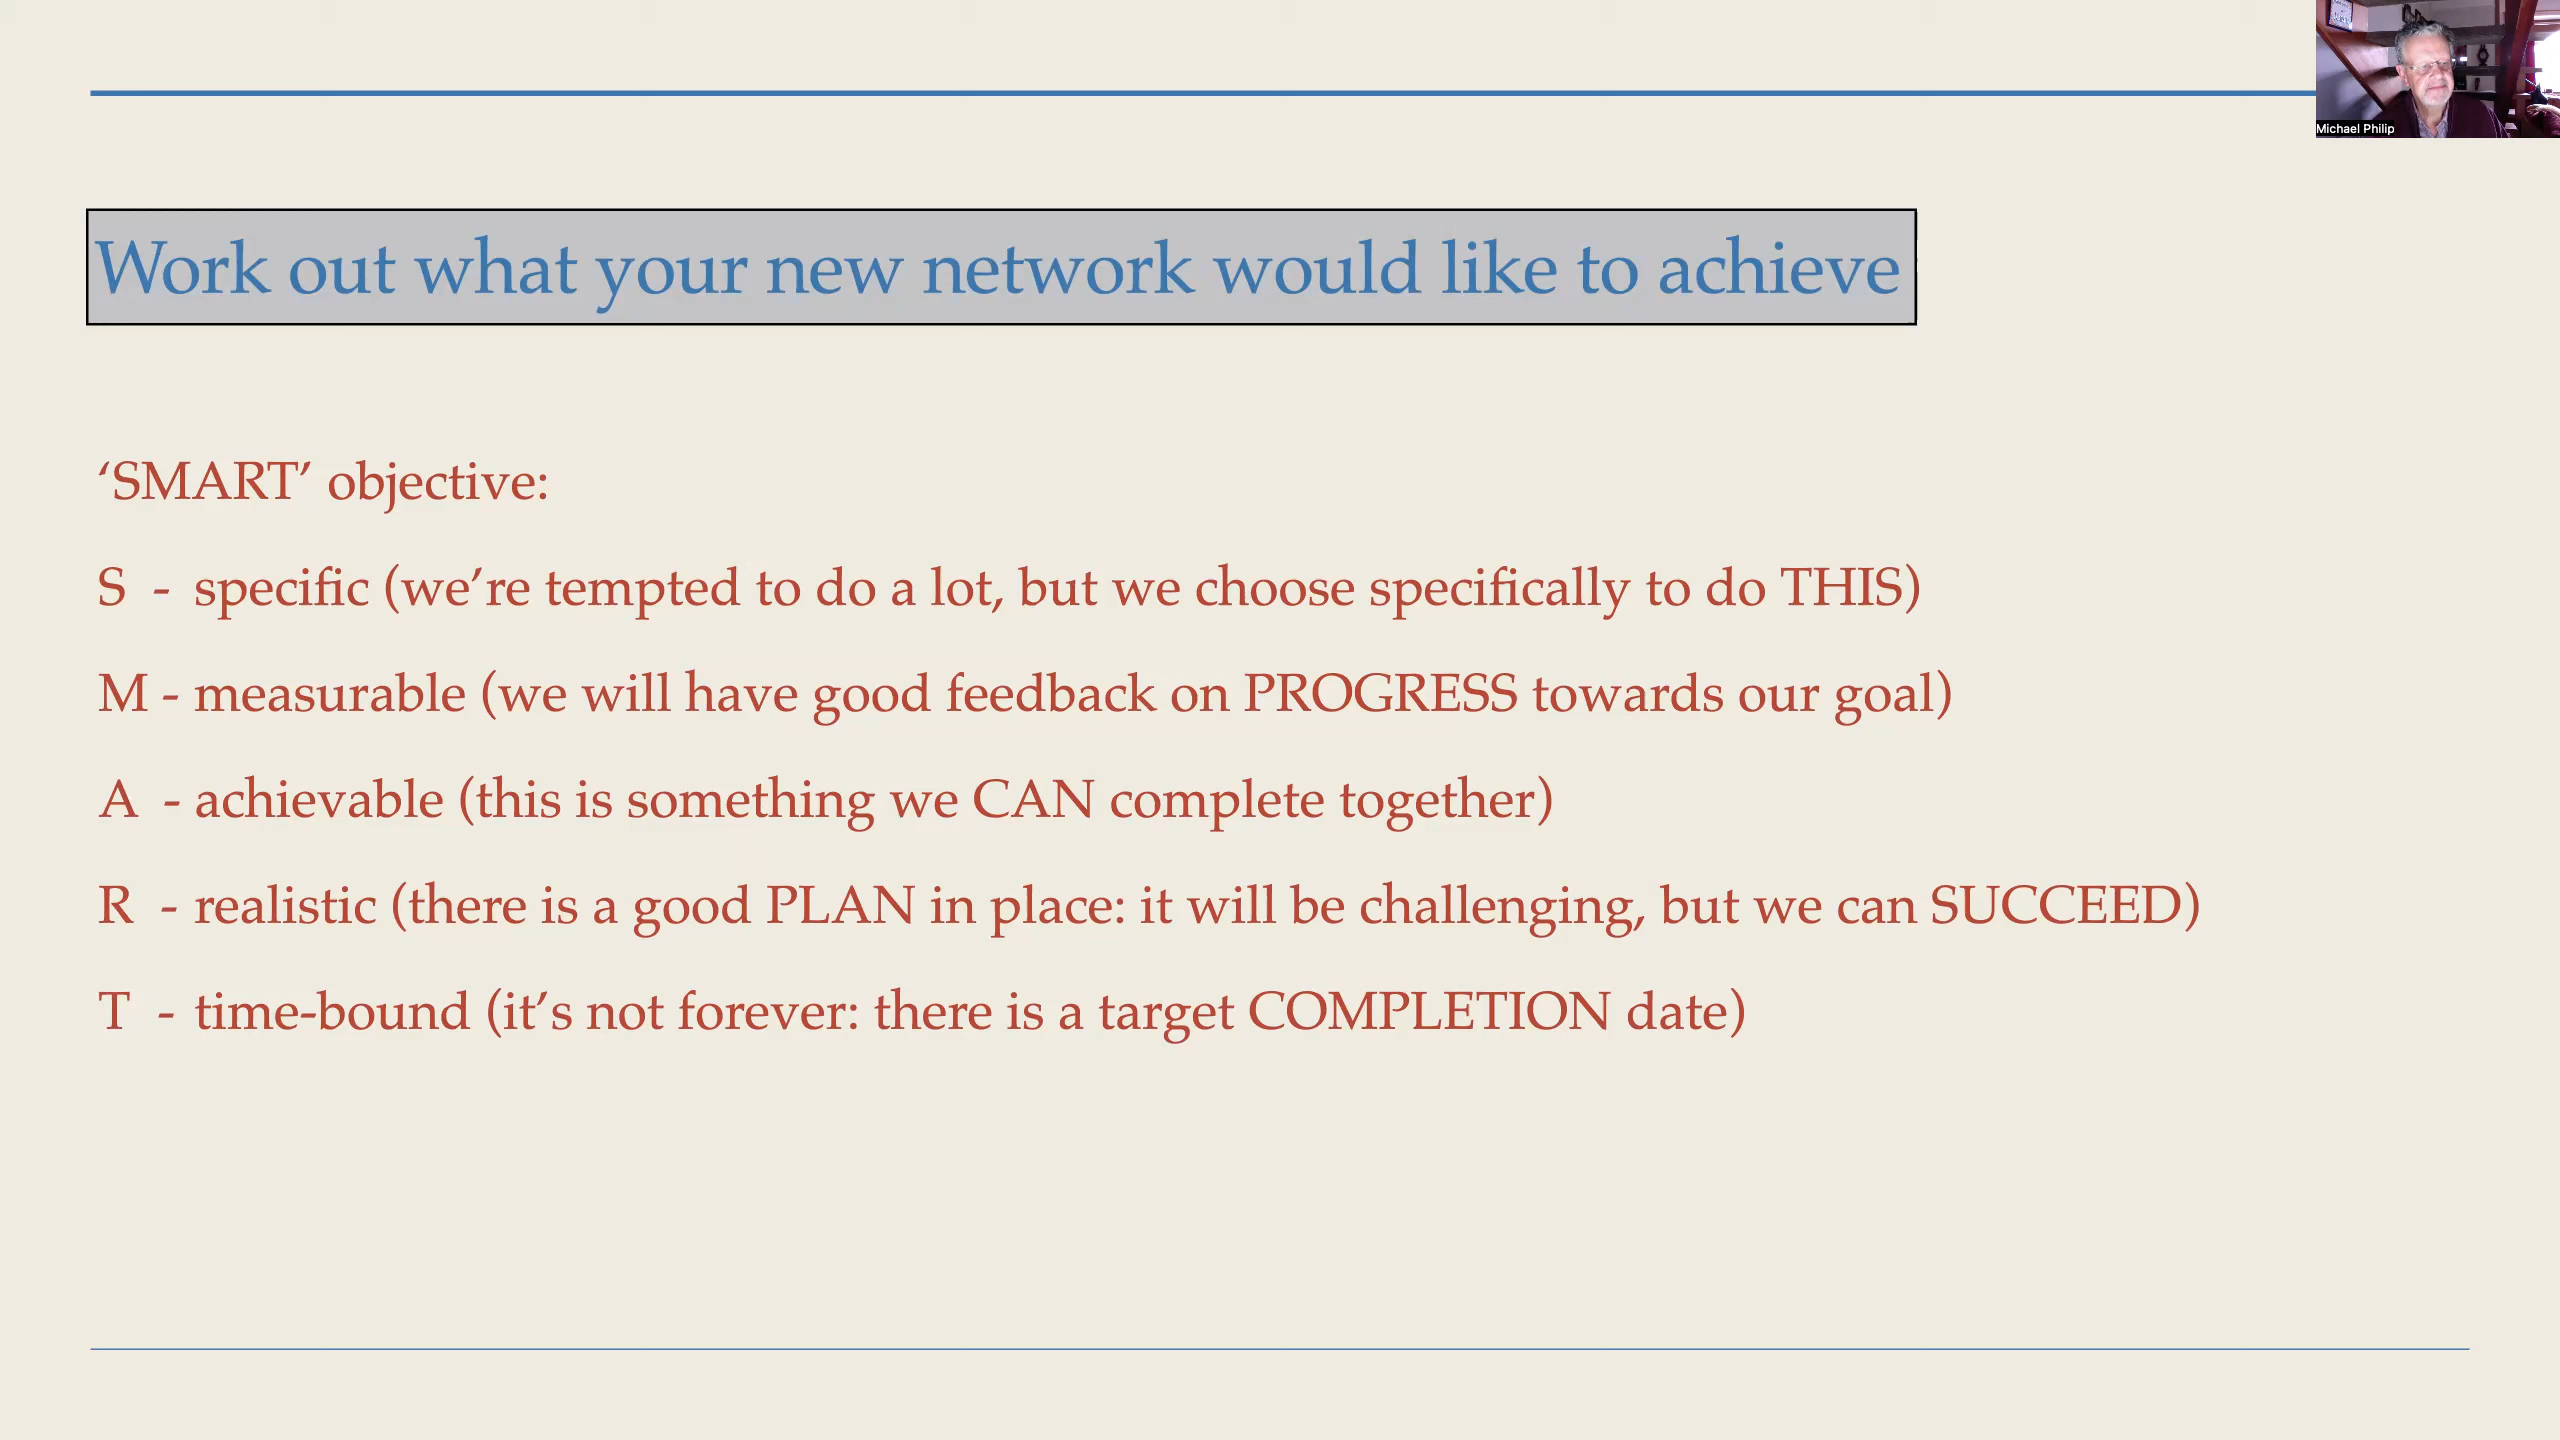 Michael Philip
Work out what your new network would like to achieve
‘SMART’ objective:
S - specific (we’re tempted to do a lot, but we choose specifically to do THIS)
M - measurable (we will have good feedback on PROGRESS towards our goal)
A - achievable (this is something we CAN complete together)
R - realistic (there is a good PLAN in place: it will be challenging, but we can SUCCEED)
T - time-bound (it’s not forever: there is a target COMPLETION date)